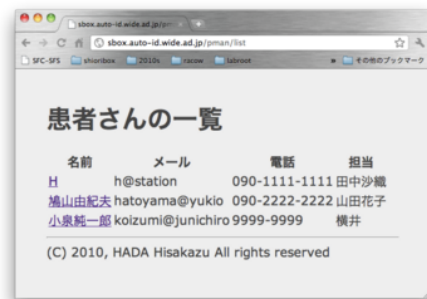 sbox.auto-id.wide.ad.jp/pm
sbox.auto-id.wide.ad.jp/pman/list
SFC-SFS shionbox 2010s racow labroot » その他のブックマーク
患者さんの一覧
名前 メール 電話 担当
H h@station 090-1111-1111 田中沙織
鳩山由紀夫 hatoyama@yukio 090-2222-2222 山田花子
小泉純一郎 koizumi@junichiro 9999-9999 横井
(C) 2010, HADA Hisakazu All rights reserved